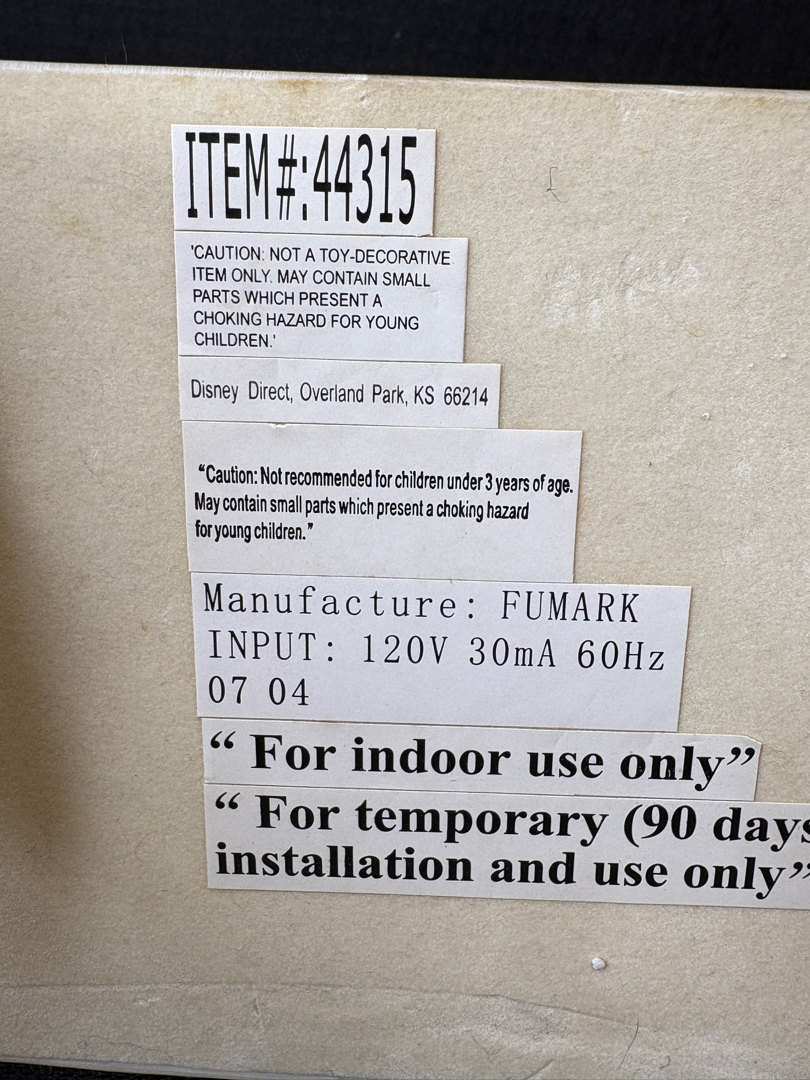 ITEM#:44315
'CAUTION: NOT A TOY-DECORATIVE
ITEM ONLY. MAY CONTAIN SMALL
PARTS WHICH PRESENT A
CHOKING HAZARD FOR YOUNG
CHILDREN.'
Disney Direct, Overland Park, KS 66214
“Caution: Not recommended for children under 3 years of age.
May contain small parts which present a choking hazard
for young children.”
Manufacture: FUMARK
INPUT: 120V 30mA 60Hz
07 04
“ For indoor use only”
“ For temporary (90 days
installation and use only”